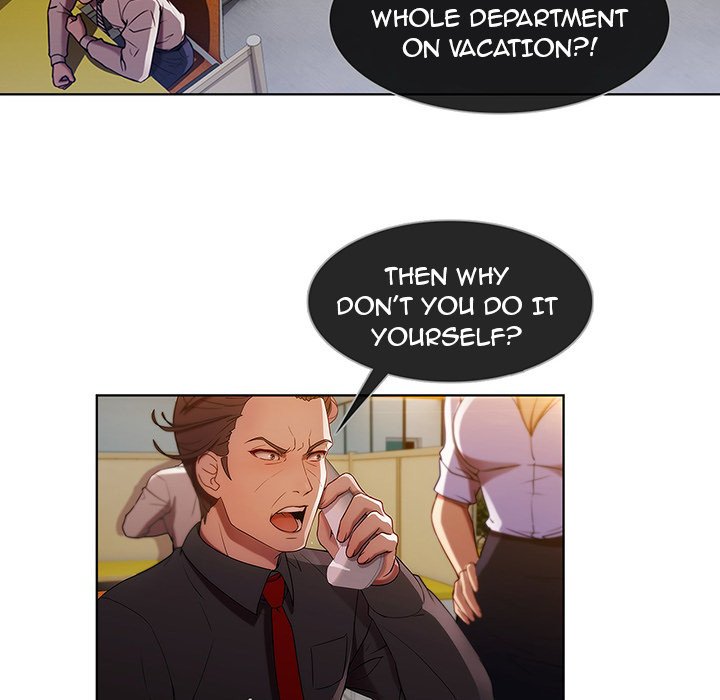 WHOLE DEPARTMENT
ON VACATION?!
THEN WHY
DON'T YOU DO IT
YOURSELF?